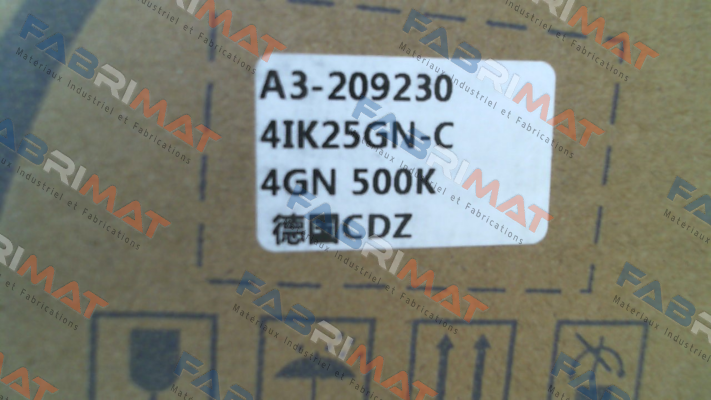 A3-209230
4IK25GN-C
4GN 500K
德国CDZ
FABRIMAT
Materiaux Industriel et Fabrications